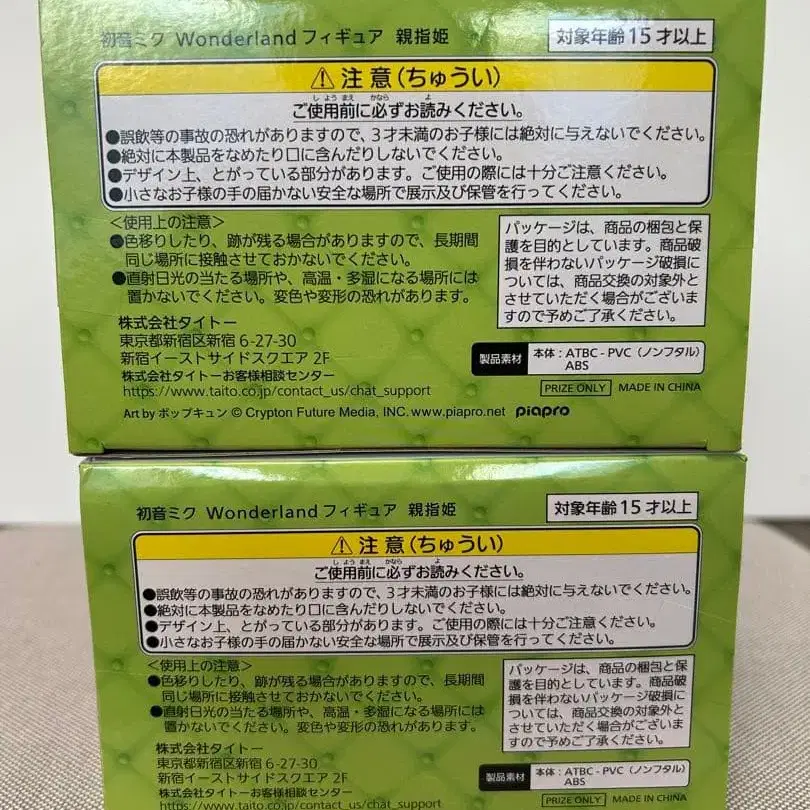 初音ミク Wonderland フィギュア 親指姫
対象年齢15才以上
⚠注意(ちゅうい)
しようまえ かなら よ
ご使用前に必ずお読みください。
●誤飲等の事故の恐れがありますので、3才未満のお子様には絶対に与えないでください。
●絶対に本製品をなめたり口に含んだりしないでください。
●デザイン上、とがっている部分があります。ご使用の際には十分ご注意ください。
●小さなお子様の手の届かない安全な場所で展示及び保管を行ってください。
<使用上の注意>
●色移りしたり、跡が残る場合がありますので、長期間
同じ場所に接触させておかないでください。
●直射日光の当たる場所や、高温・多湿になる場所には
置かないでください。変色や変形の恐れがあります。
パッケージは、商品の梱包と保
護を目的としています。商品破
損を伴わないパッケージ破損に
ついては、商品交換の対象外と
させていただく場合がございま
すので予めご了承ください。
株式会社タイトー
東京都新宿区新宿 6-27-30
新宿イーストサイドスクエア 2F
株式会社タイトーお客様相談センター
https://www.taito.co.jp/contact_us/chat_support
製品素材 本体:ATBC-PVC(ノンフタル)
ABS
PRIZE ONLY MADE IN CHINA
Art by ポップキュン © Crypton Future Media, INC. www.piapro.net piapro
初音ミク Wonderland フィギュア 親指姫
対象年齢15才以上
⚠注意(ちゅうい)
しようまえ かなら よ
ご使用前に必ずお読みください。
●誤飲等の事故の恐れがありますので、3才未満のお子様には絶対に与えないでください。
●絶対に本製品をなめたり口に含んだりしないでください。
●デザイン上、とがっている部分があります。ご使用の際には十分ご注意ください。
●小さなお子様の手の届かない安全な場所で展示及び保管を行ってください。
<使用上の注意>
●色移りしたり、跡が残る場合がありますので、長期間
同じ場所に接触させておかないでください。
●直射日光の当たる場所や、高温・多湿になる場所には
置かないでください。変色や変形の恐れがあります。
パッケージは、商品の梱包と保
護を目的としています。商品破
損を伴わないパッケージ破損に
ついては、商品交換の対象外と
させていただく場合がございま
すので予めご了承ください。
株式会社タイトー
東京都新宿区新宿 6-27-30
新宿イーストサイドスクエア 2F
株式会社タイトーお客様相談センター
https://www.taito.co.jp/contact_us/chat_support
製品素材 本体:ATBC-PVC(ノンフタル)
ABS
PRIZE ONLY MADE IN CHINA